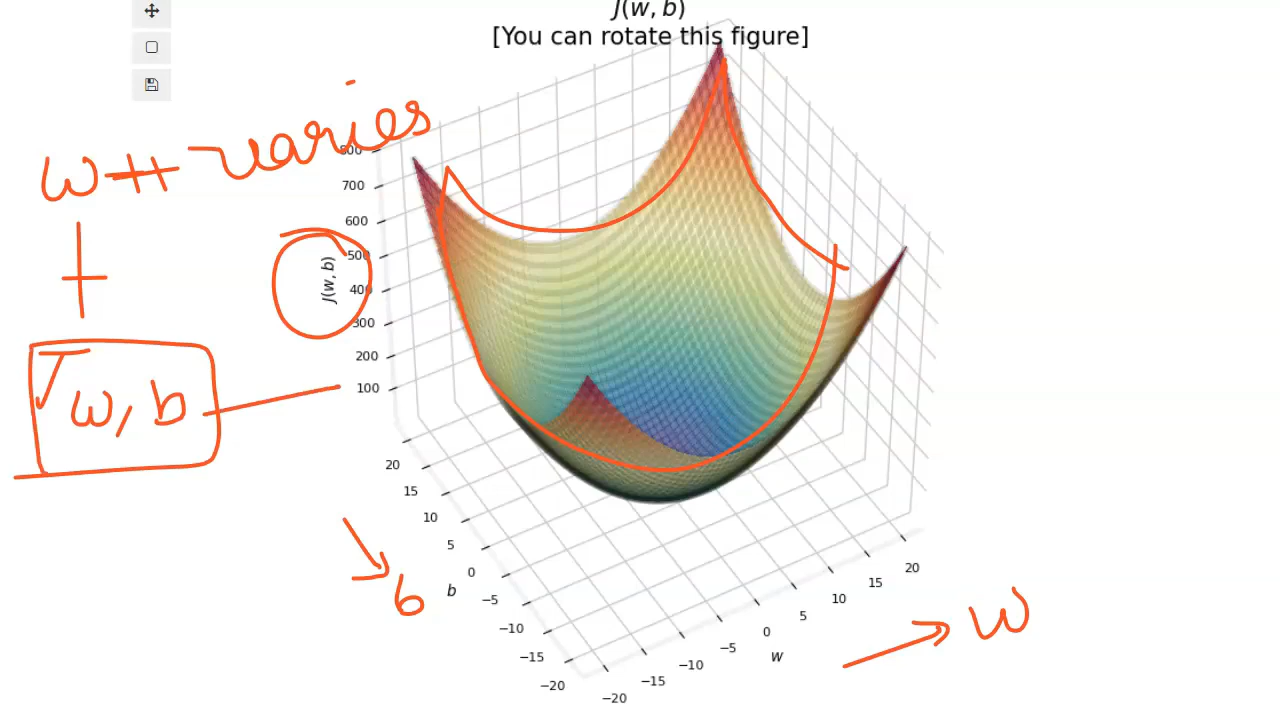 J(w, b)
[You can rotate this figure]
w varies
800
700
600
500
400
300
200
100
J(w, b)
w, b
20
15
10
5
0
−5
−10
−15
−20
b
b
−20
−15
−10
−5
0
5
10
15
20
w
w